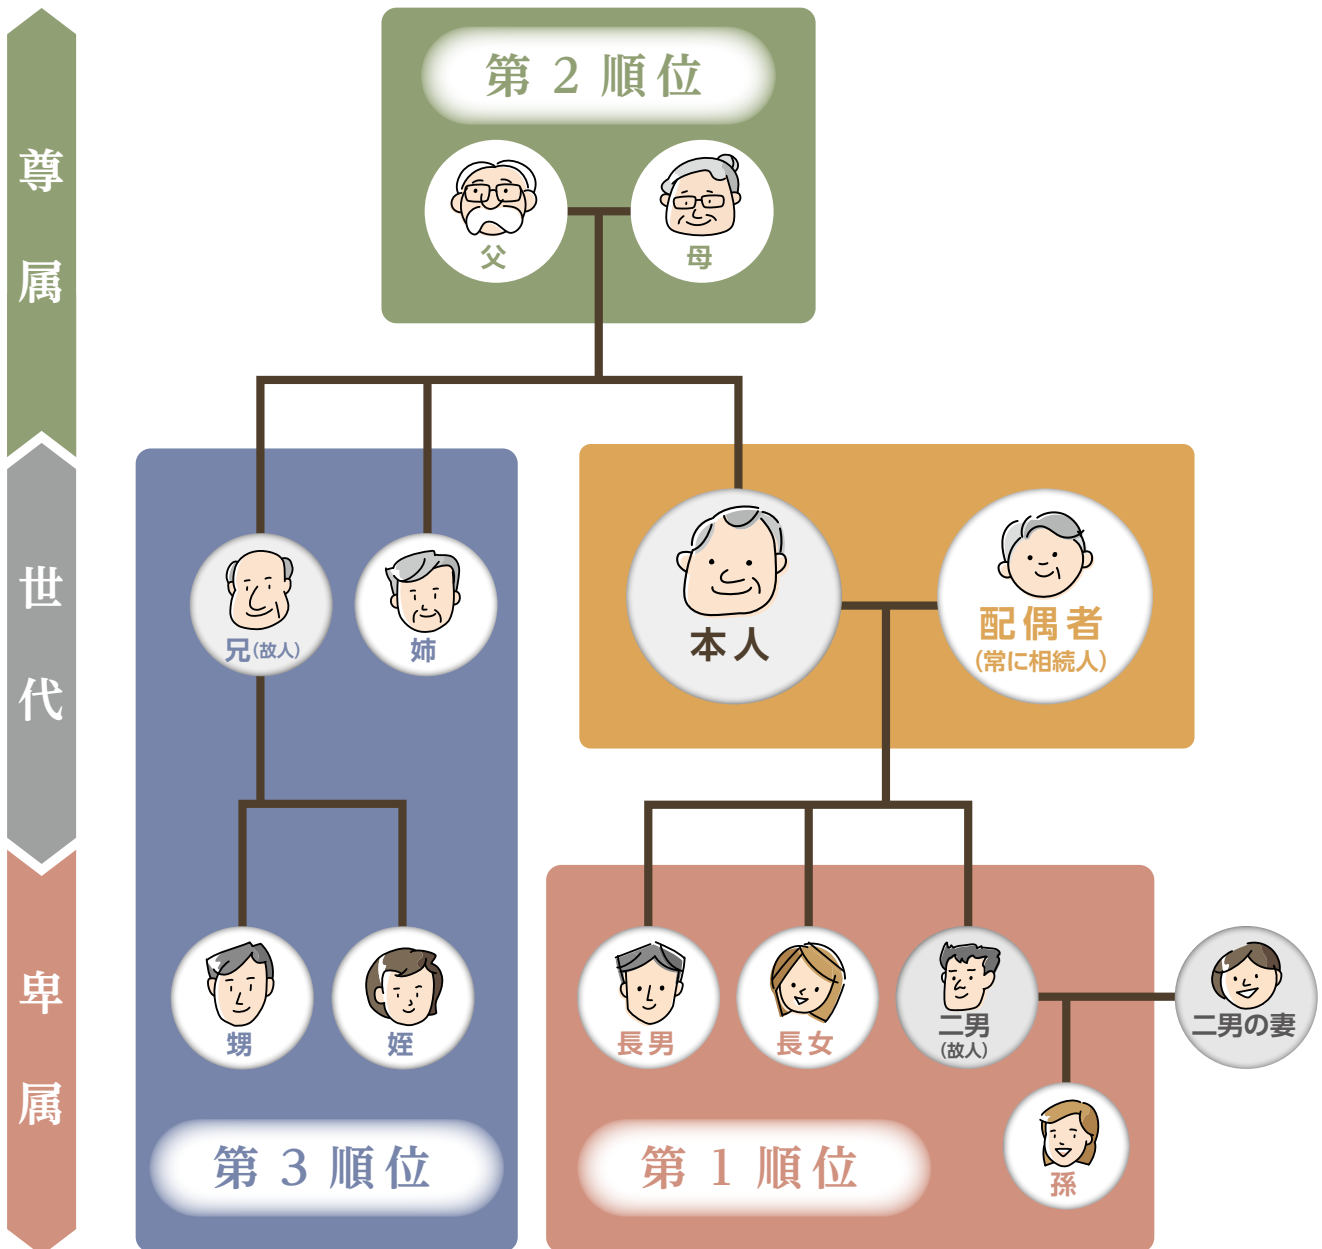 尊属
世代
卑属
第2順位
父
母
兄(故人)
姉
本人
配偶者
(常に相続人)
甥
姪
第3順位
長男
長女
二男
(故人)
二男の妻
孫
第1順位